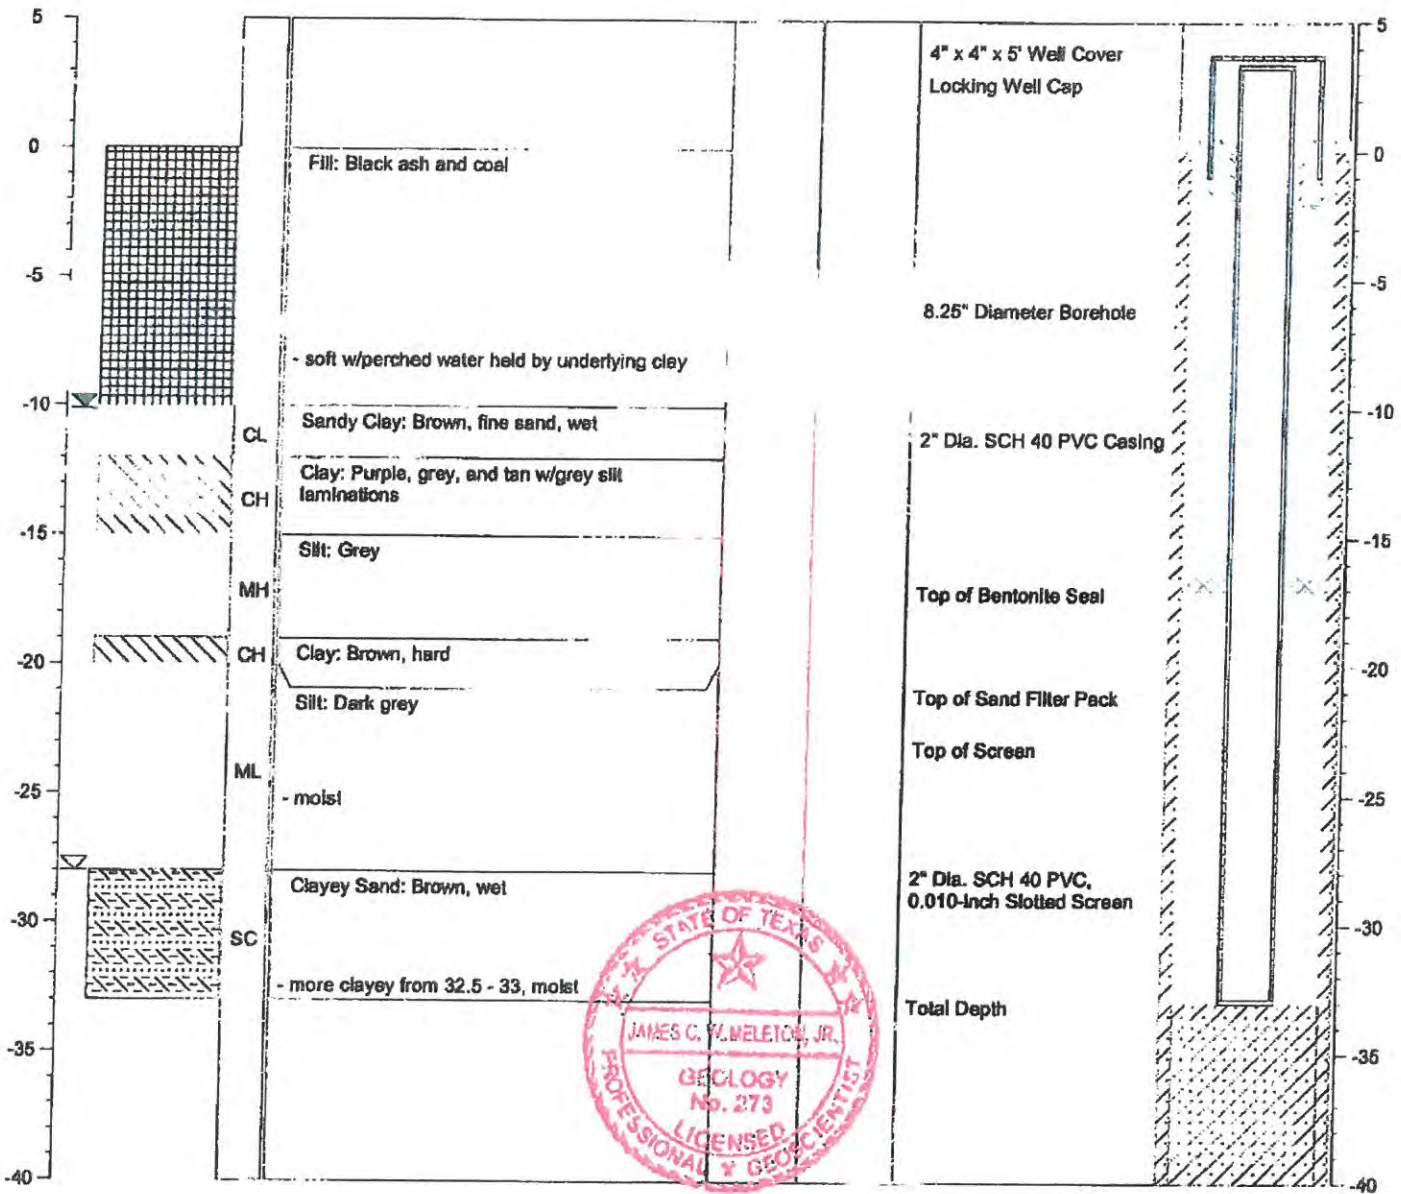 5
0
-5
-10
-15
-20
-25
-30
-35
-40
CL
CH
MH
CH
ML
SC
Fill: Black ash and coal
- soft w/perched water held by underlying clay
Sandy Clay: Brown, fine sand, wet
Clay: Purple, grey, and tan w/grey silt
laminations
Silt: Grey
Clay: Brown, hard
Silt: Dark grey
- moist
Clayey Sand: Brown, wet
- more clayey from 32.5 - 33, moist
4" x 4" x 5' Well Cover
Locking Well Cap
8.25" Diameter Borehole
2" Dia. SCH 40 PVC Casing
Top of Bentonite Seal
Top of Sand Filter Pack
Top of Screen
2" Dia. SCH 40 PVC,
0.010-Inch Slotted Screen
Total Depth
STATE OF TEXAS
JAMES C. W. MELETON, JR.
GEOLOGY
No. 273
LICENSED
PROFESSIONAL GEOSCIENTIST
5
0
-5
-10
-15
-20
-25
-30
-35
-40